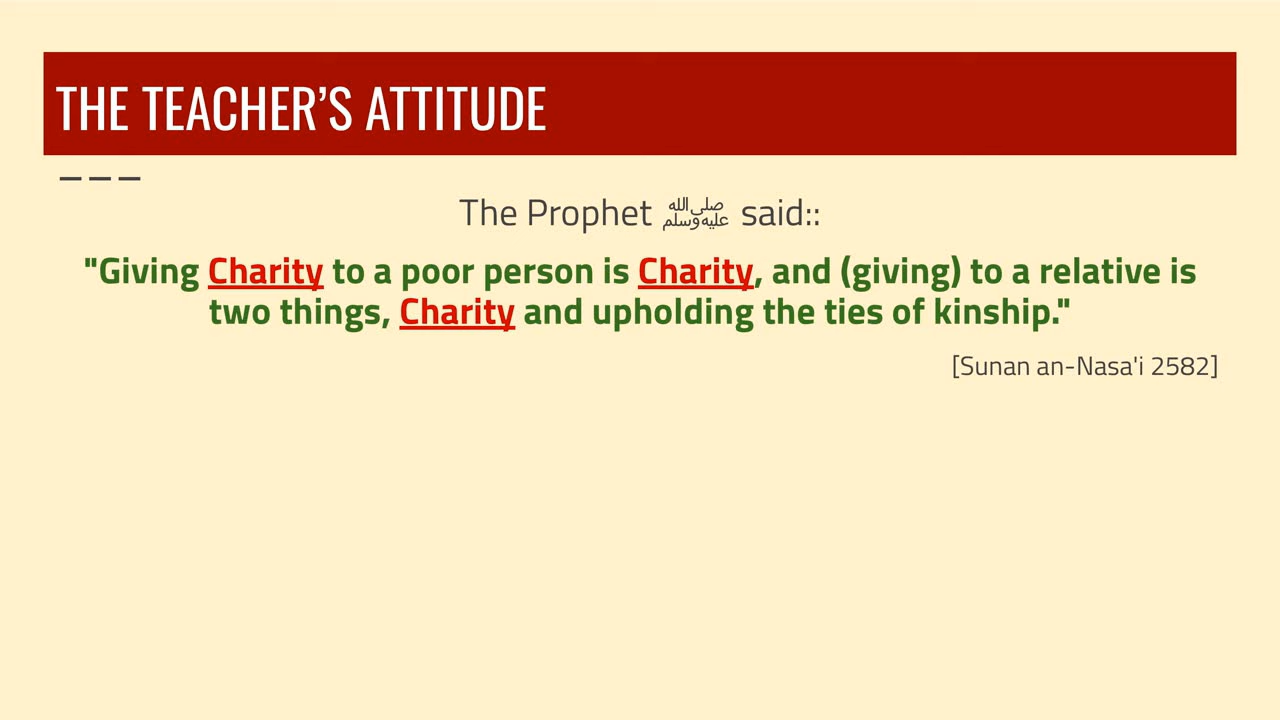 THE TEACHER’S ATTITUDE
The Prophet ﷺ said::
"Giving Charity to a poor person is Charity, and (giving) to a relative is
two things, Charity and upholding the ties of kinship."
[Sunan an-Nasa'i 2582]